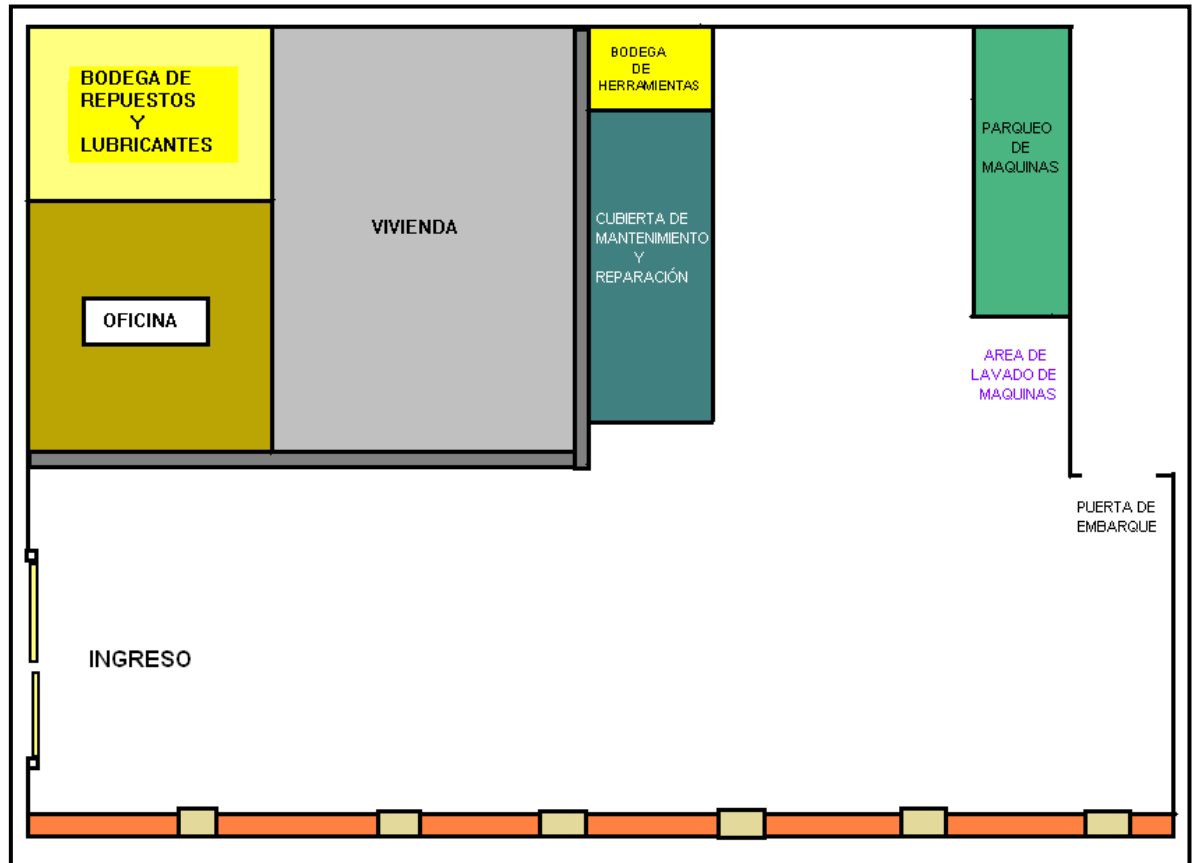 BODEGA DE
REPUESTOS
Y
LUBRICANTES
OFICINA
VIVIENDA
BODEGA
DE
HERRAMIENTAS
CUBIERTA DE
MANTENIMIENTO
Y
REPARACIÓN
PARQUEO
DE
MAQUINAS
AREA DE
LAVADO DE
MAQUINAS
PUERTA DE
EMBARQUE
INGRESO